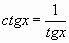 ctgx = 1/tgx